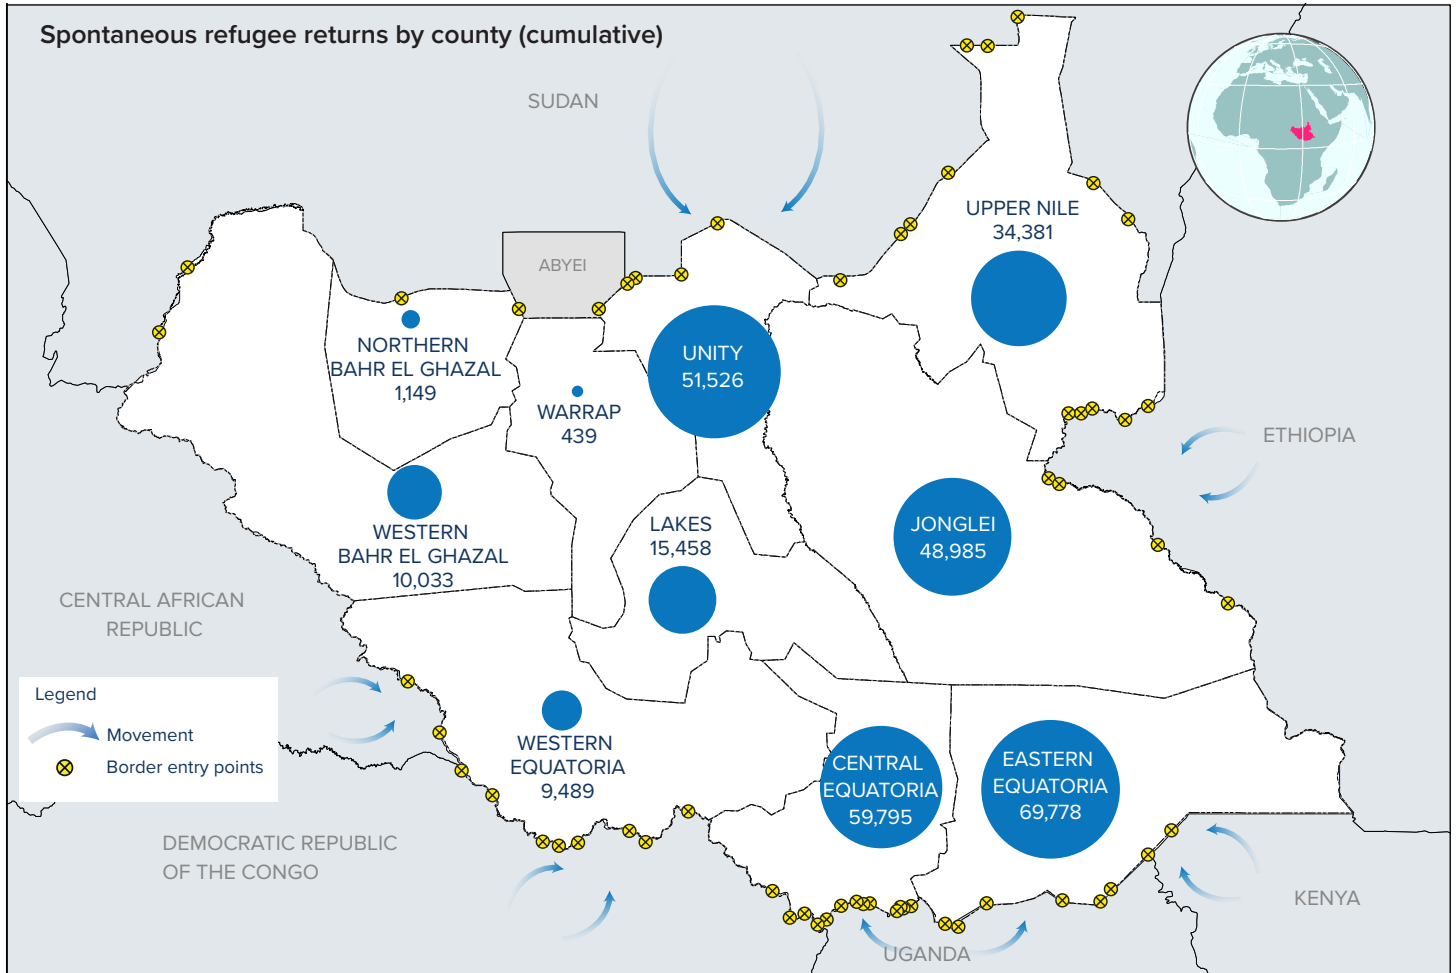 Spontaneous refugee returns by county (cumulative)
SUDAN
UPPER NILE
34,381
ABYEI
NORTHERN
BAHR EL GHAZAL
1,149
UNITY
51,526
WARRAP
439
ETHIOPIA
WESTERN
BAHR EL GHAZAL
10,033
LAKES
15,458
JONGLEI
48,985
CENTRAL AFRICAN
REPUBLIC
Legend
Movement
Border entry points
WESTERN
EQUATORIA
9,489
CENTRAL
EQUATORIA
59,795
EASTERN
EQUATORIA
69,778
DEMOCRATIC REPUBLIC
OF THE CONGO
KENYA
UGANDA